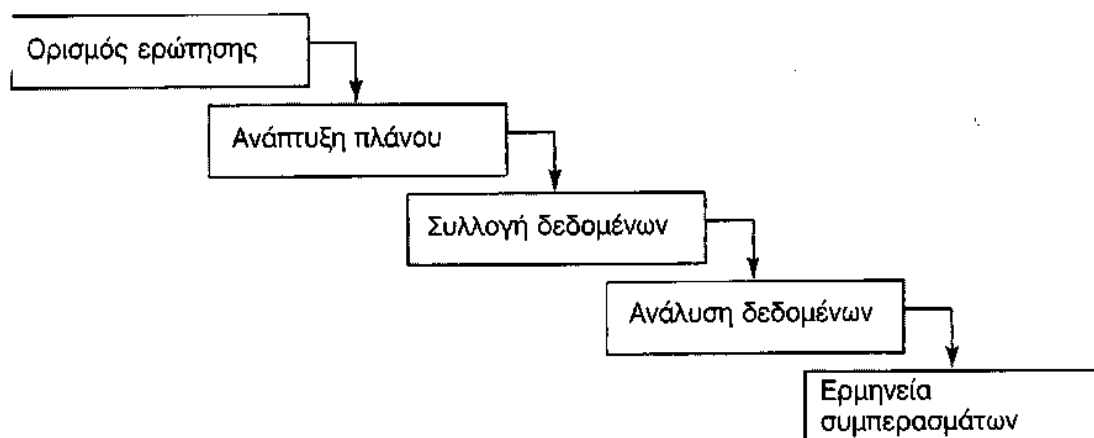 Ορισμός ερώτησης
Ανάπτυξη πλάνου
Συλλογή δεδομένων
Ανάλυση δεδομένων
Ερμηνεία
συμπερασμάτων